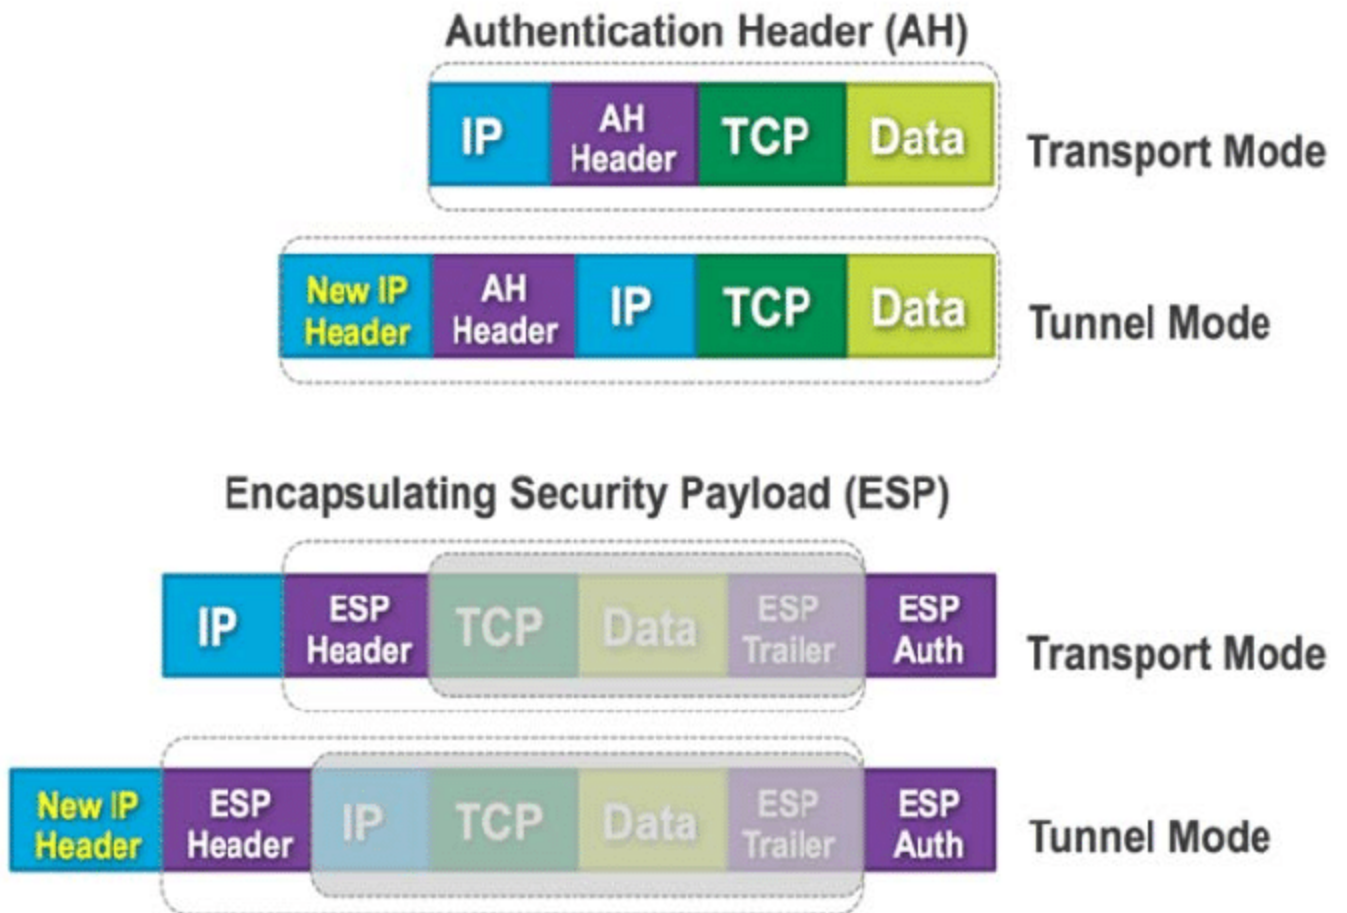 Authentication Header (AH)
IP
AH
Header
TCP
Data
Transport Mode
New IP
Header
AH
Header
IP
TCP
Data
Tunnel Mode
Encapsulating Security Payload (ESP)
IP
ESP
Header
TCP
Data
ESP
Trailer
ESP
Auth
Transport Mode
New IP
Header
ESP
Header
IP
TCP
Data
ESP
Trailer
ESP
Auth
Tunnel Mode